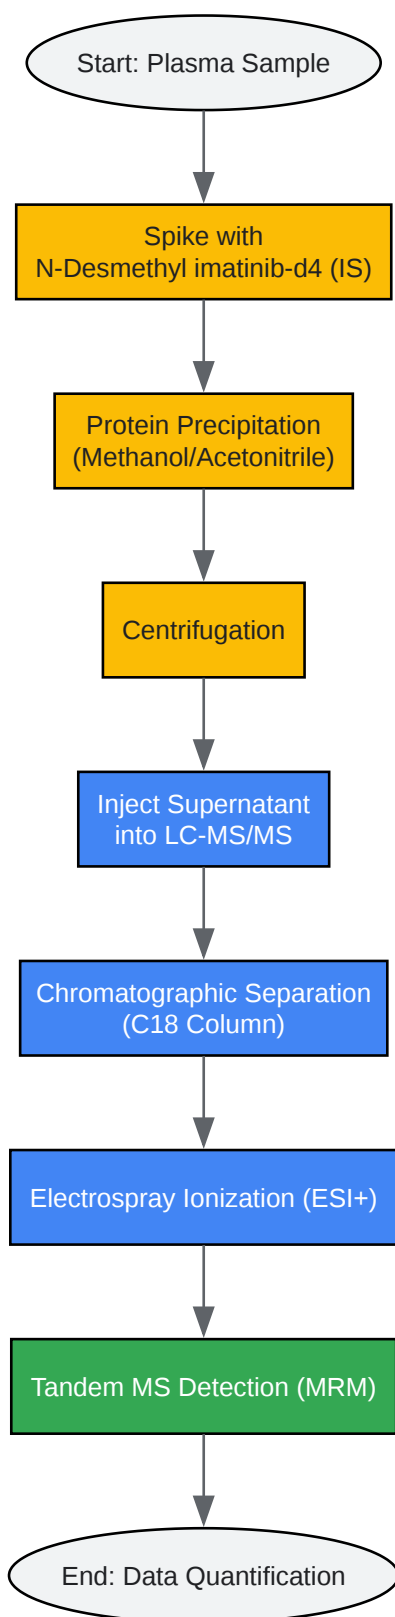 Start: Plasma Sample
Spike with
N-Desmethyl imatinib-d4 (IS)
Protein Precipitation
(Methanol/Acetonitrile)
Centrifugation
Inject Supernatant
into LC-MS/MS
Chromatographic Separation
(C18 Column)
Electrospray Ionization (ESI+)
Tandem MS Detection (MRM)
End: Data Quantification